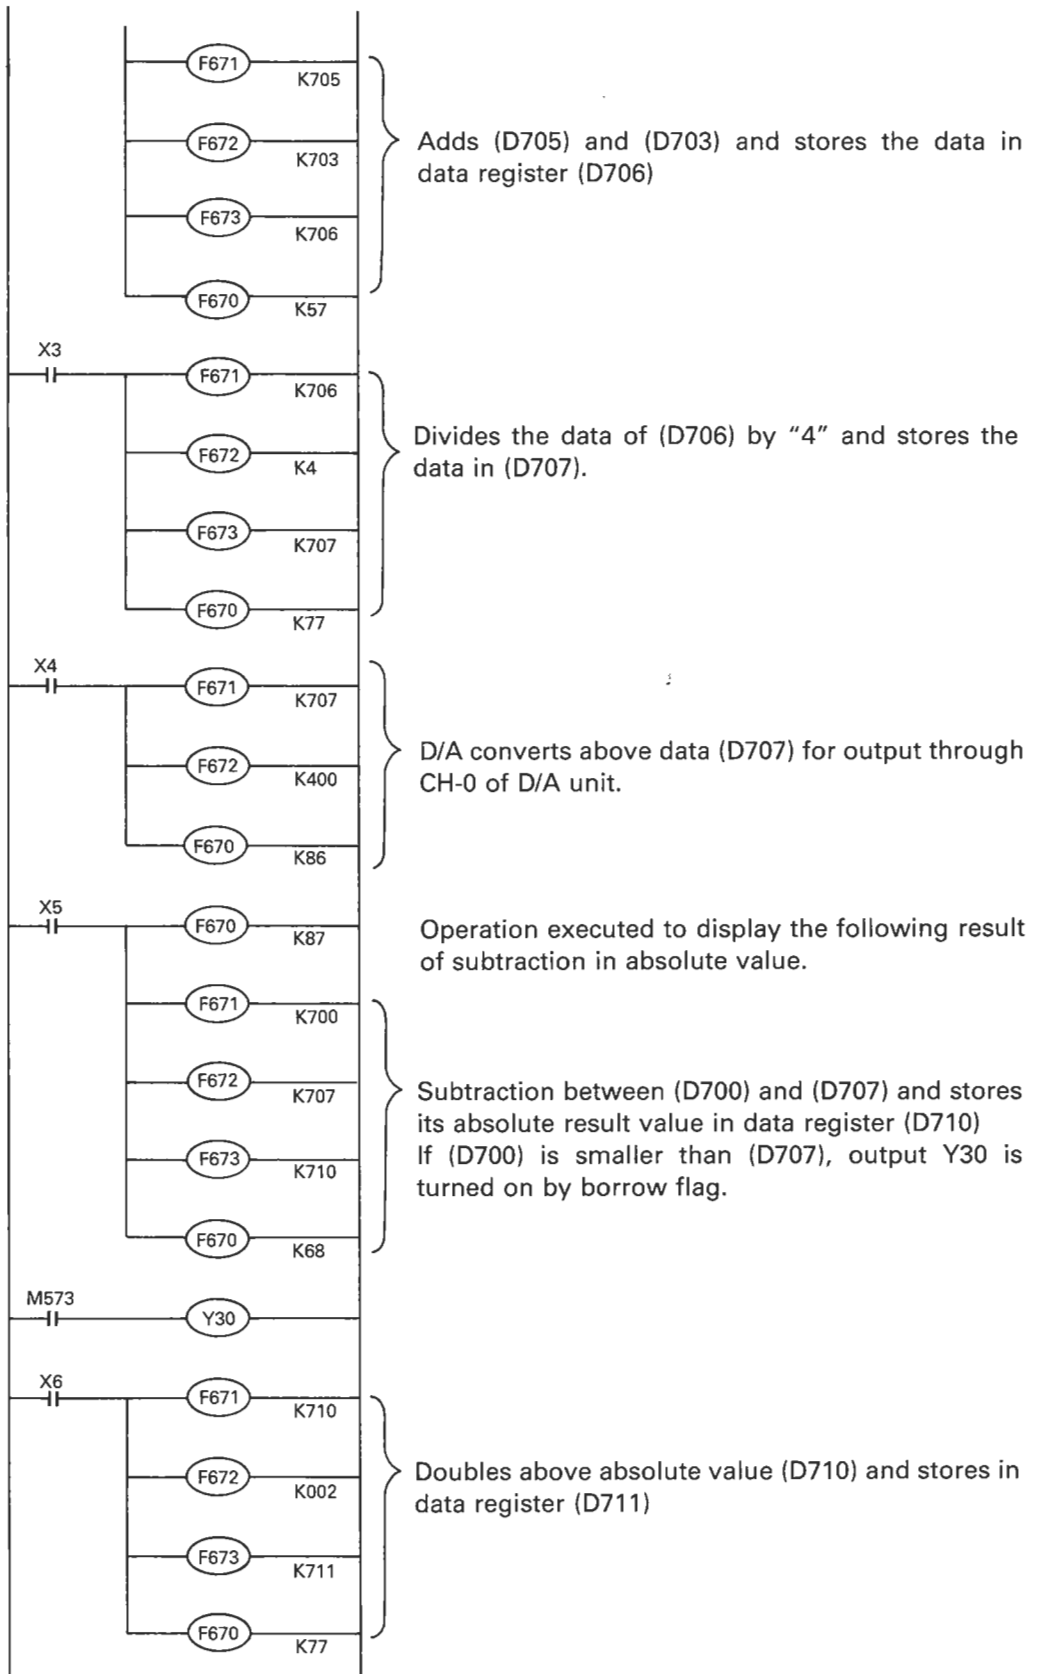 F671
K705
F672
K703
F673
K706
F670
K57
Adds (D705) and (D703) and stores the data in
data register (D706)
X3
F671
K706
F672
K4
F673
K707
F670
K77
Divides the data of (D706) by "4" and stores the
data in (D707).
X4
F671
K707
F672
K400
F670
K86
D/A converts above data (D707) for output through
CH-0 of D/A unit.
X5
F670
K87
Operation executed to display the following result
of subtraction in absolute value.
F671
K700
F672
K707
F673
K710
F670
K68
Subtraction between (D700) and (D707) and stores
its absolute result value in data register (D710)
If (D700) is smaller than (D707), output Y30 is
turned on by borrow flag.
M573
Y30
X6
F671
K710
F672
K002
F673
K711
F670
K77
Doubles above absolute value (D710) and stores in
data register (D711)